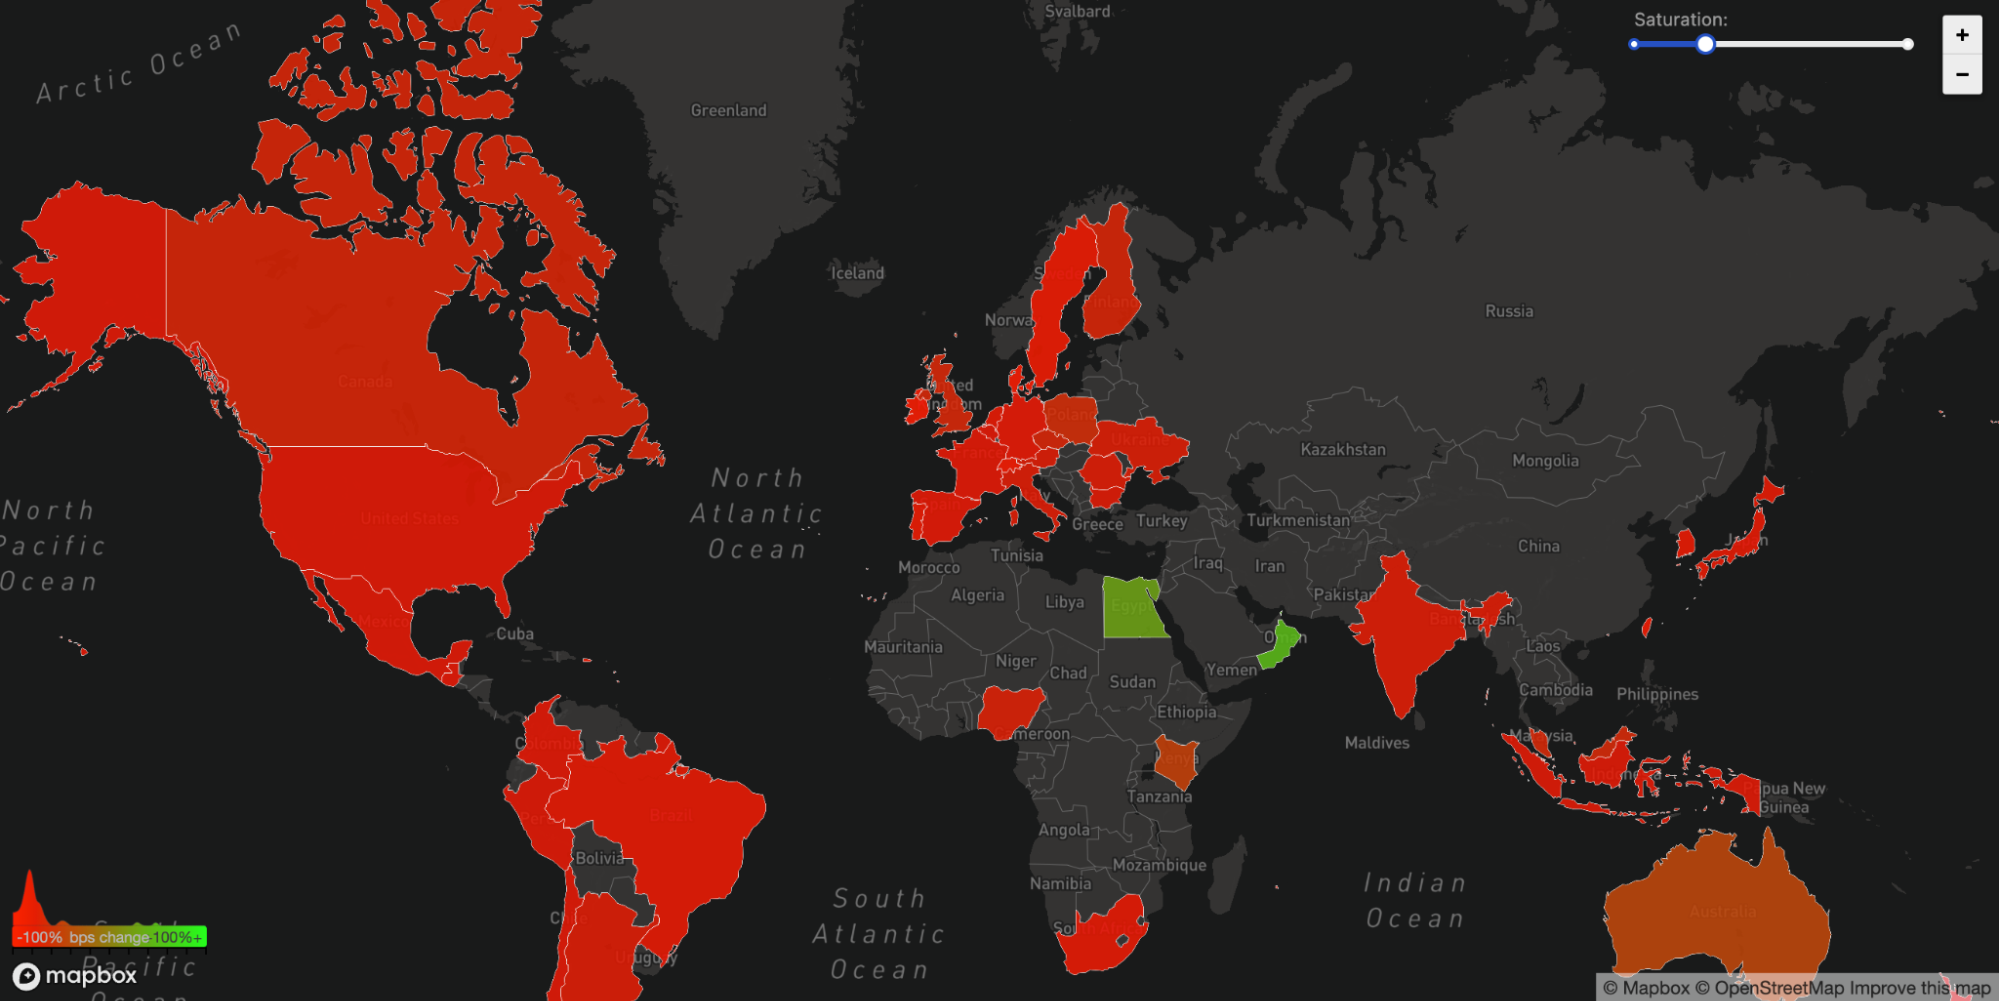 Svalbard
Saturation:
+
−
Arctic Ocean
Greenland
Iceland
Sweden
Finland
Norwa
Russia
Canada
United
Kingdom
Poland
Ukraine
France
Kazakhstan
Mongolia
North
Atlantic
Ocean
North
Pacific
Ocean
United States
Spain
Italy
Greece
Turkey
Turkmenistan
China
Japan
Morocco
Tunisia
Algeria
Libya
Egypt
Iraq
Iran
Pakistan
Bangladesh
Mexico
Cuba
Mauritania
Niger
Chad
Sudan
Oman
Yemen
Laos
Cambodia
Philippines
Ethiopia
Cameroon
Kenya
Maldives
Malaysia
Indonesia
Papua New
Guinea
Colombia
Peru
Brazil
Bolivia
Tanzania
Angola
Mozambique
Namibia
South Africa
Indian
Ocean
Australia
South
Atlantic
Ocean
Uruguay
-100% bps change 100%+
Pacific
Ocean
mapbox
© Mapbox © OpenStreetMap Improve this map